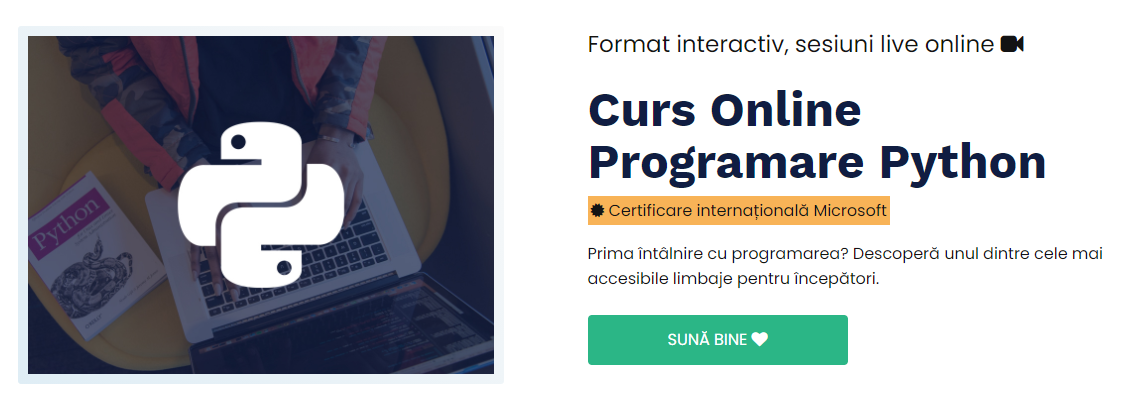 Format interactiv, sesiuni live online
Curs Online
Programare Python
Certificare internațională Microsoft
Prima întâlnire cu programarea? Descoperă unul dintre cele mai
accesibile limbaje pentru începători.
SUNĂ BINE
Python